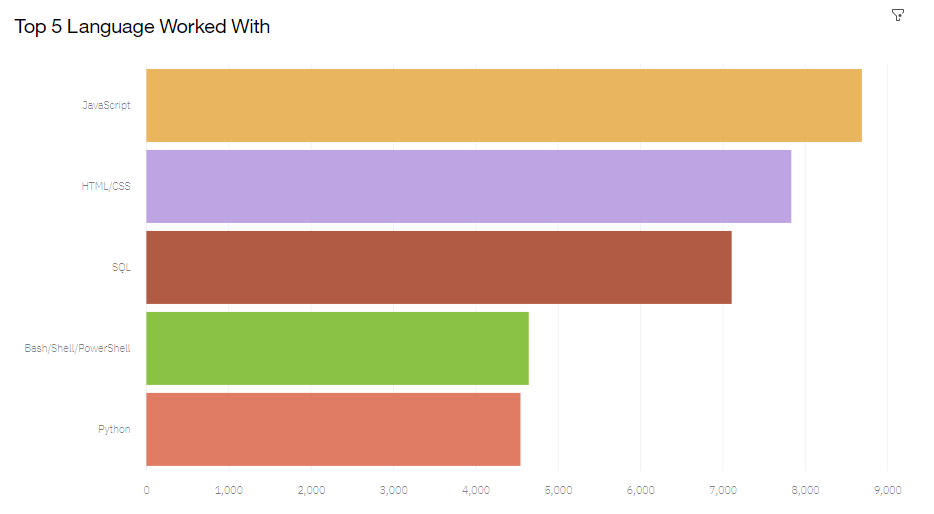 Top 5 Language Worked With
JavaScript
HTML/CSS
SQL
Bash/Shell/PowerShell
Python
0 1,000 2,000 3,000 4,000 5,000 6,000 7,000 8,000 9,000